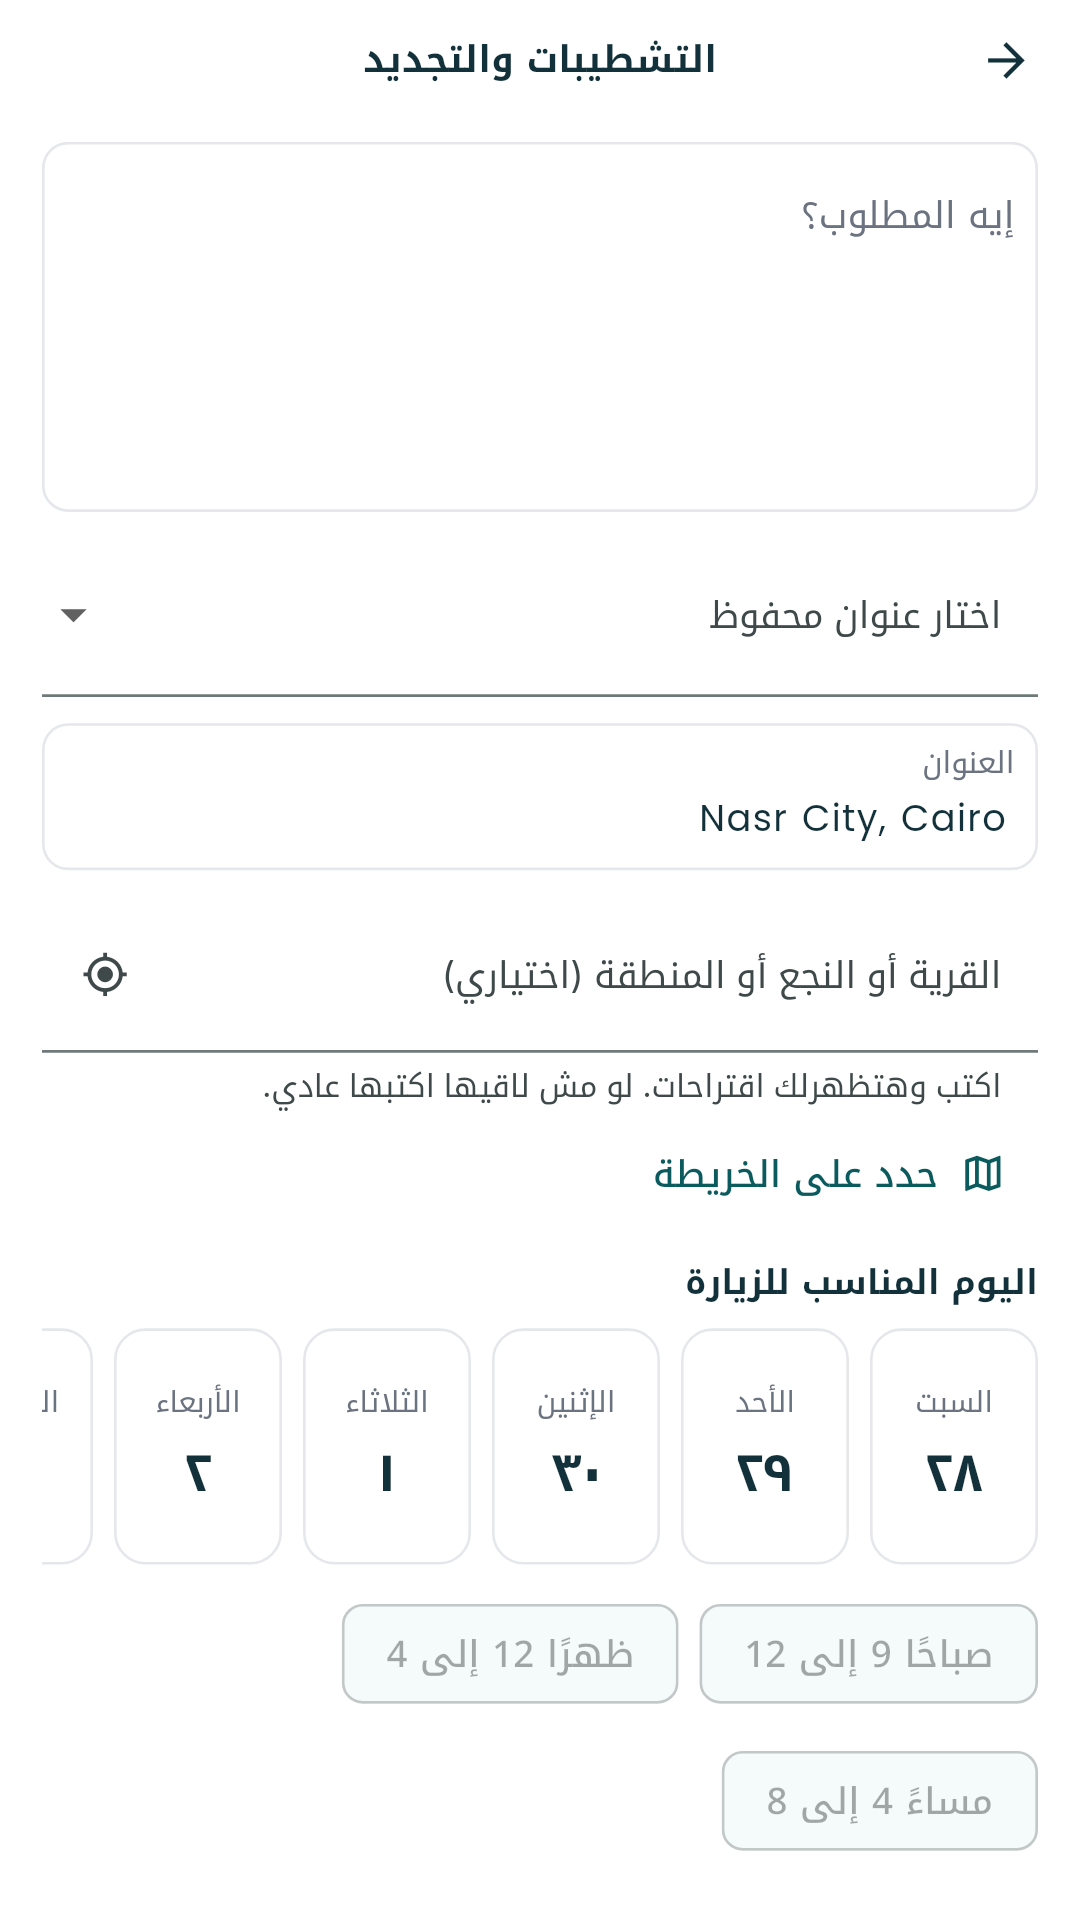 التشطيبات والتجديد
إيه المطلوب؟
اختار عنوان محفوظ
العنوان
Nasr City, Cairo
القرية أو النجع أو المنطقة (اختياري)
اكتب وهتظهرلك اقتراحات. لو مش لاقيها اكتبها عادي.
حدد على الخريطة
اليوم المناسب للزيارة
السبت الأحد الإثنين الثلاثاء الأربعاء
٢٨ ٢٩ ٣٠ ١ ٢
صباحًا 9 إلى 12 ظهرًا 12 إلى 4
مساءً 4 إلى 8